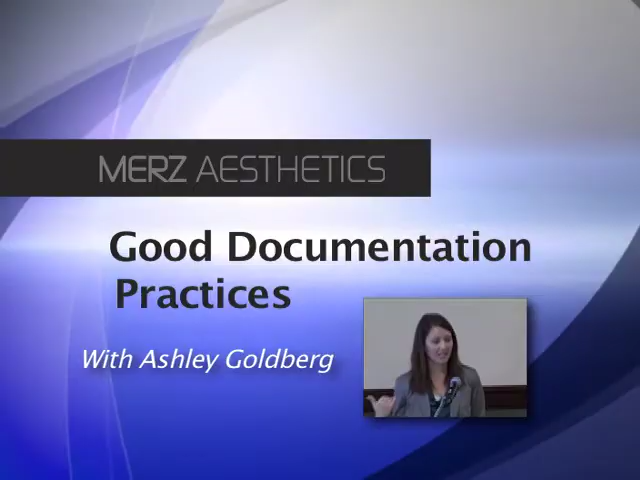 MERZ AESTHETICS
Good Documentation
Practices
With Ashley Goldberg